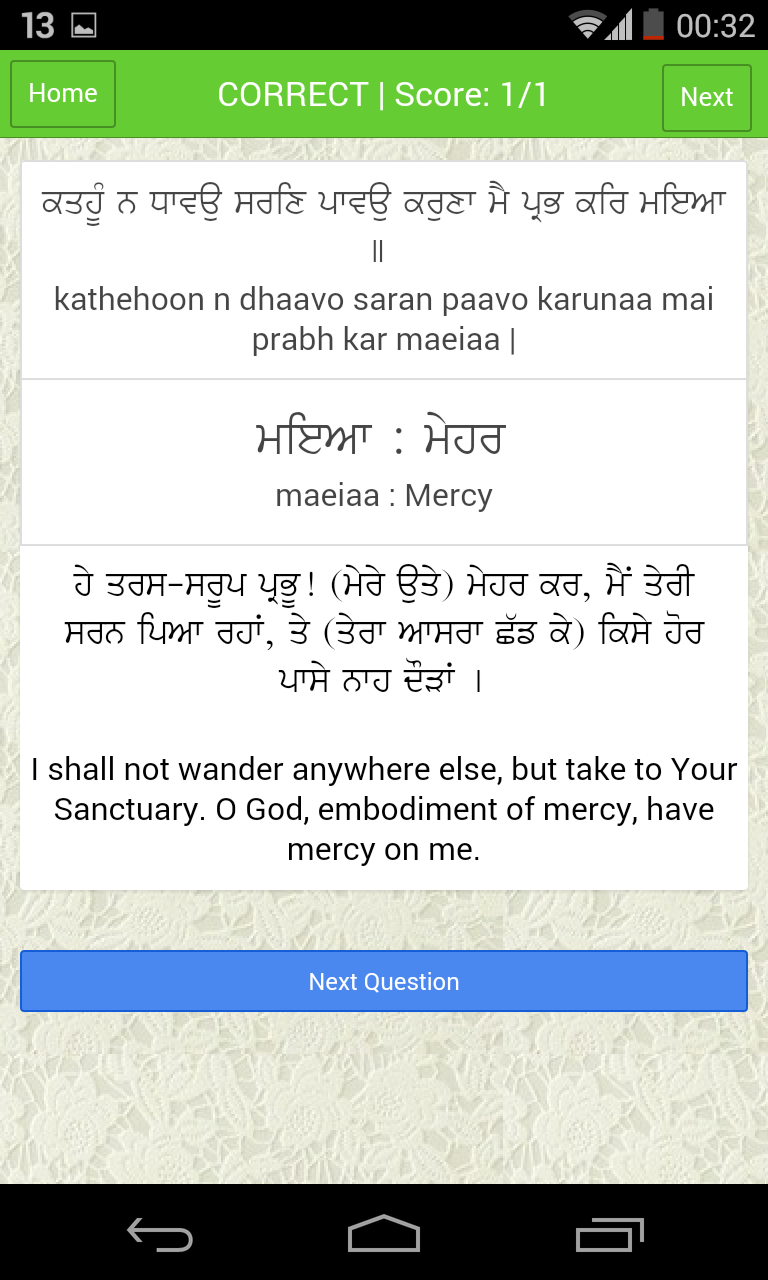 13 00:32
Home CORRECT | Score: 1/1 Next
ਕਤਹੂੰ ਨ ਧਾਵਉ ਸਰਣਿ ਪਾਵਉ ਕਰੁਣਾ ਮੈ ਪ੍ਰਭ ਕਰਿ ਮਇਆ
॥
kathehoon n dhaavo saran paavo karunaa mai
prabh kar maeiaa |
ਮਇਆ : ਮੇਹਰ
maeiaa : Mercy
ਹੇ ਤਰਸ-ਸਰੂਪ ਪ੍ਰਭੂ! (ਮੇਰੇ ਉਤੇ) ਮੇਹਰ ਕਰ, ਮੈਂ ਤੇਰੀ
ਸਰਨ ਪਿਆ ਰਹਾਂ, ਤੇ (ਤੇਰਾ ਆਸਰਾ ਛੱਡ ਕੇ) ਕਿਸੇ ਹੋਰ
ਪਾਸੇ ਨਾਹ ਦੌੜਾਂ ।
I shall not wander anywhere else, but take to Your
Sanctuary. O God, embodiment of mercy, have
mercy on me.
Next Question